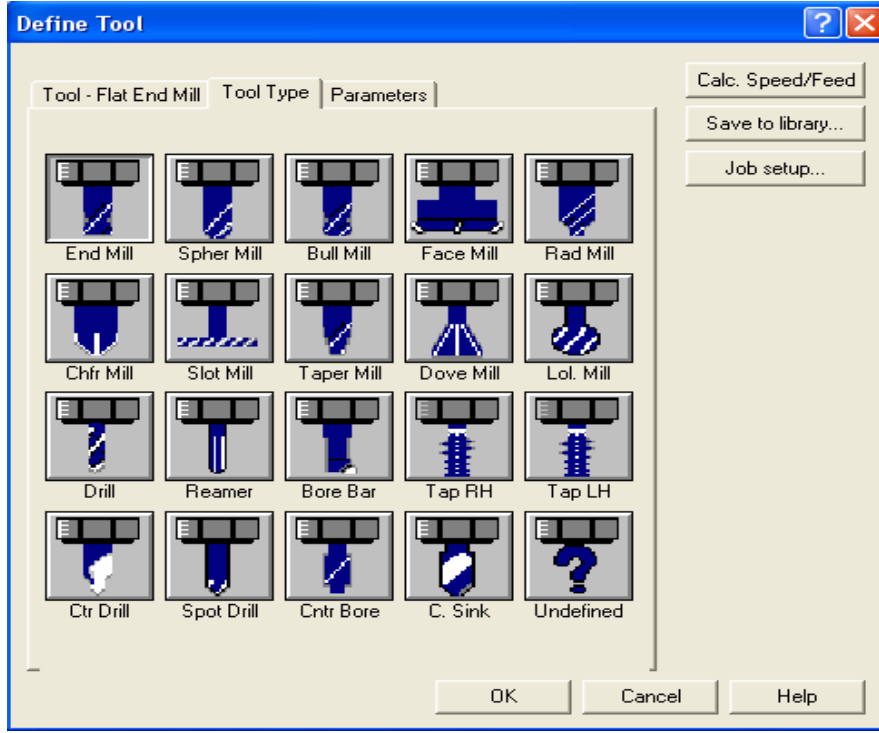 Define Tool
Tool - Flat End Mill Tool Type Parameters
Calc. Speed/Feed
Save to library...
Job setup...
End Mill Spher Mill Bull Mill Face Mill Rad Mill
Chfr Mill Slot Mill Taper Mill Dove Mill Lol. Mill
Drill Reamer Bore Bar Tap RH Tap LH
Ctr Drill Spot Drill Cntr Bore C. Sink Undefined
OK Cancel Help